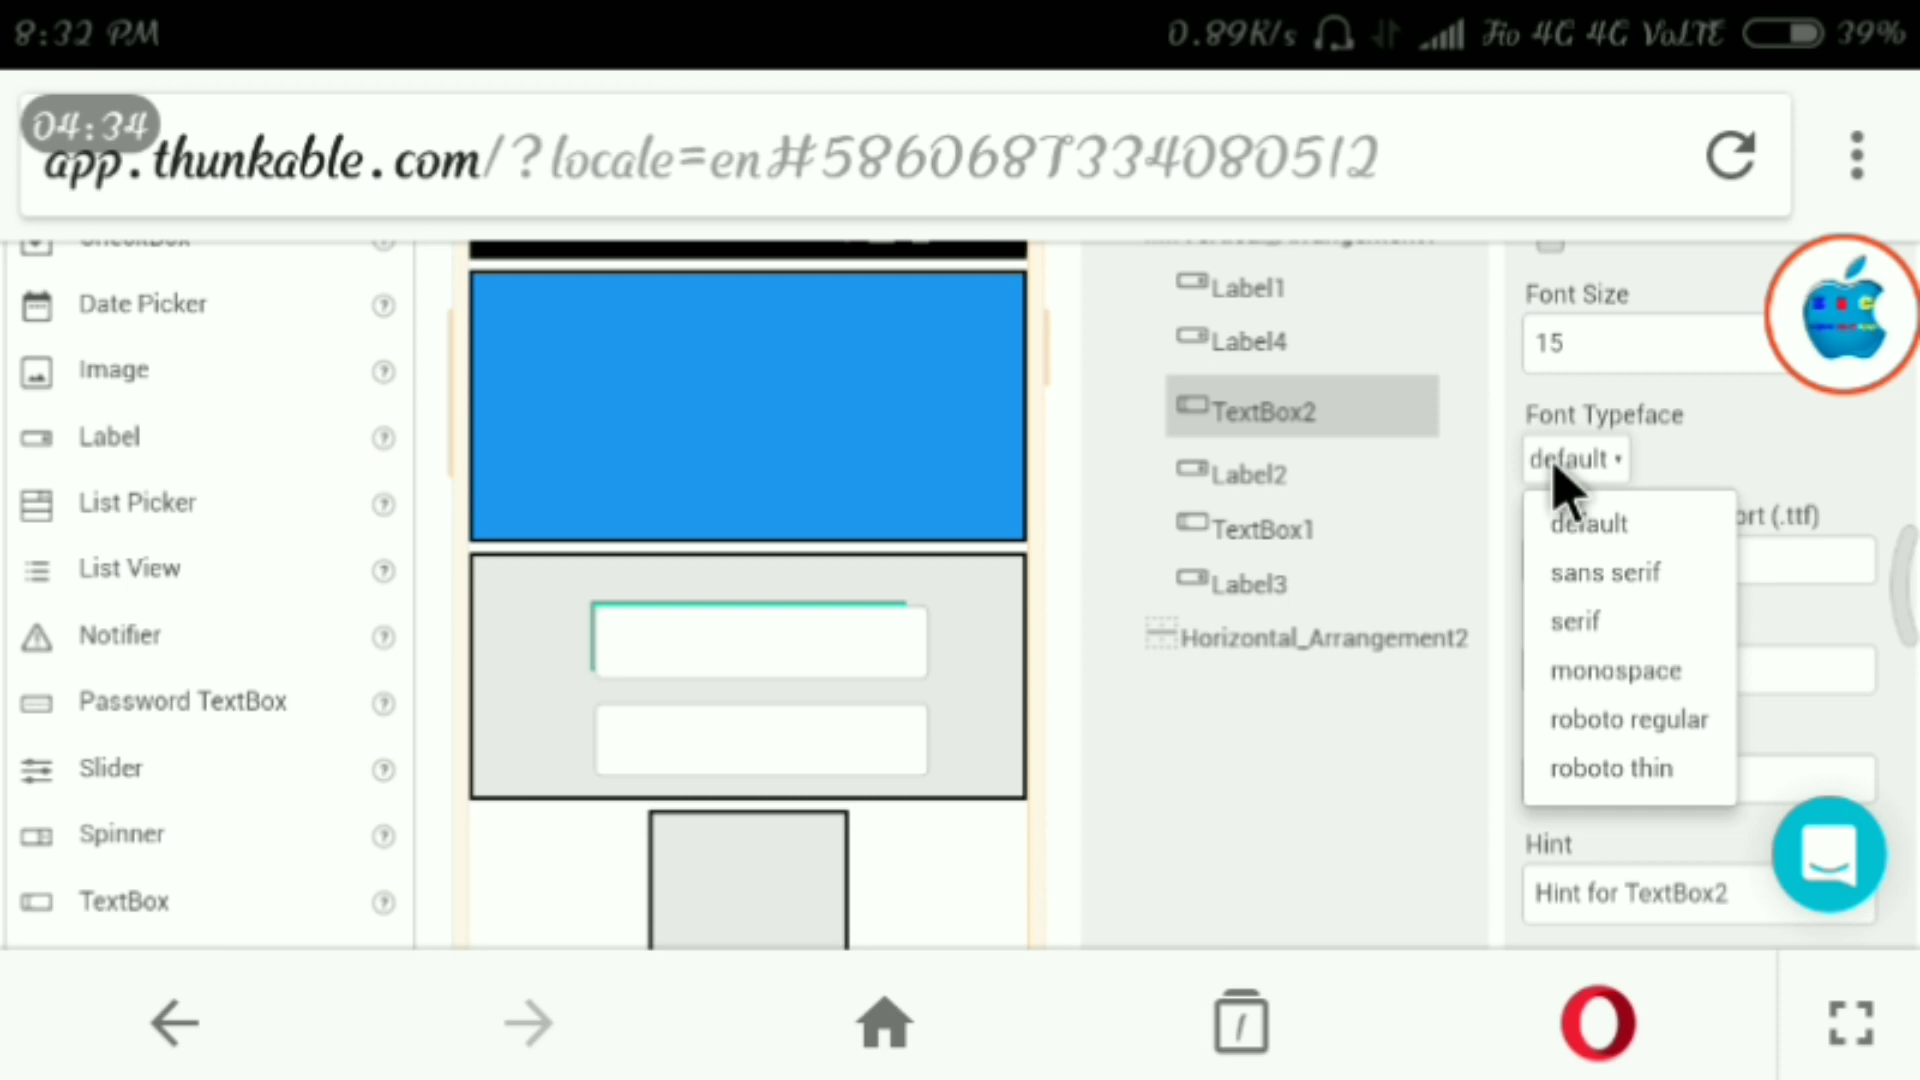 8:32 PM
0.89K/s Jio 4G 4G VoLTE 39%
04:34
app.thunkable.com/?locale=en#5860687334080512
CheckBox
Date Picker
Image
Label
List Picker
List View
Notifier
Password TextBox
Slider
Spinner
TextBox
Label1
Label4
TextBox2
Label2
TextBox1
Label3
Horizontal_Arrangement2
Font Size
15
Font Typeface
default
default
ort (.ttf)
sans serif
serif
monospace
roboto regular
roboto thin
Hint
Hint for TextBox2